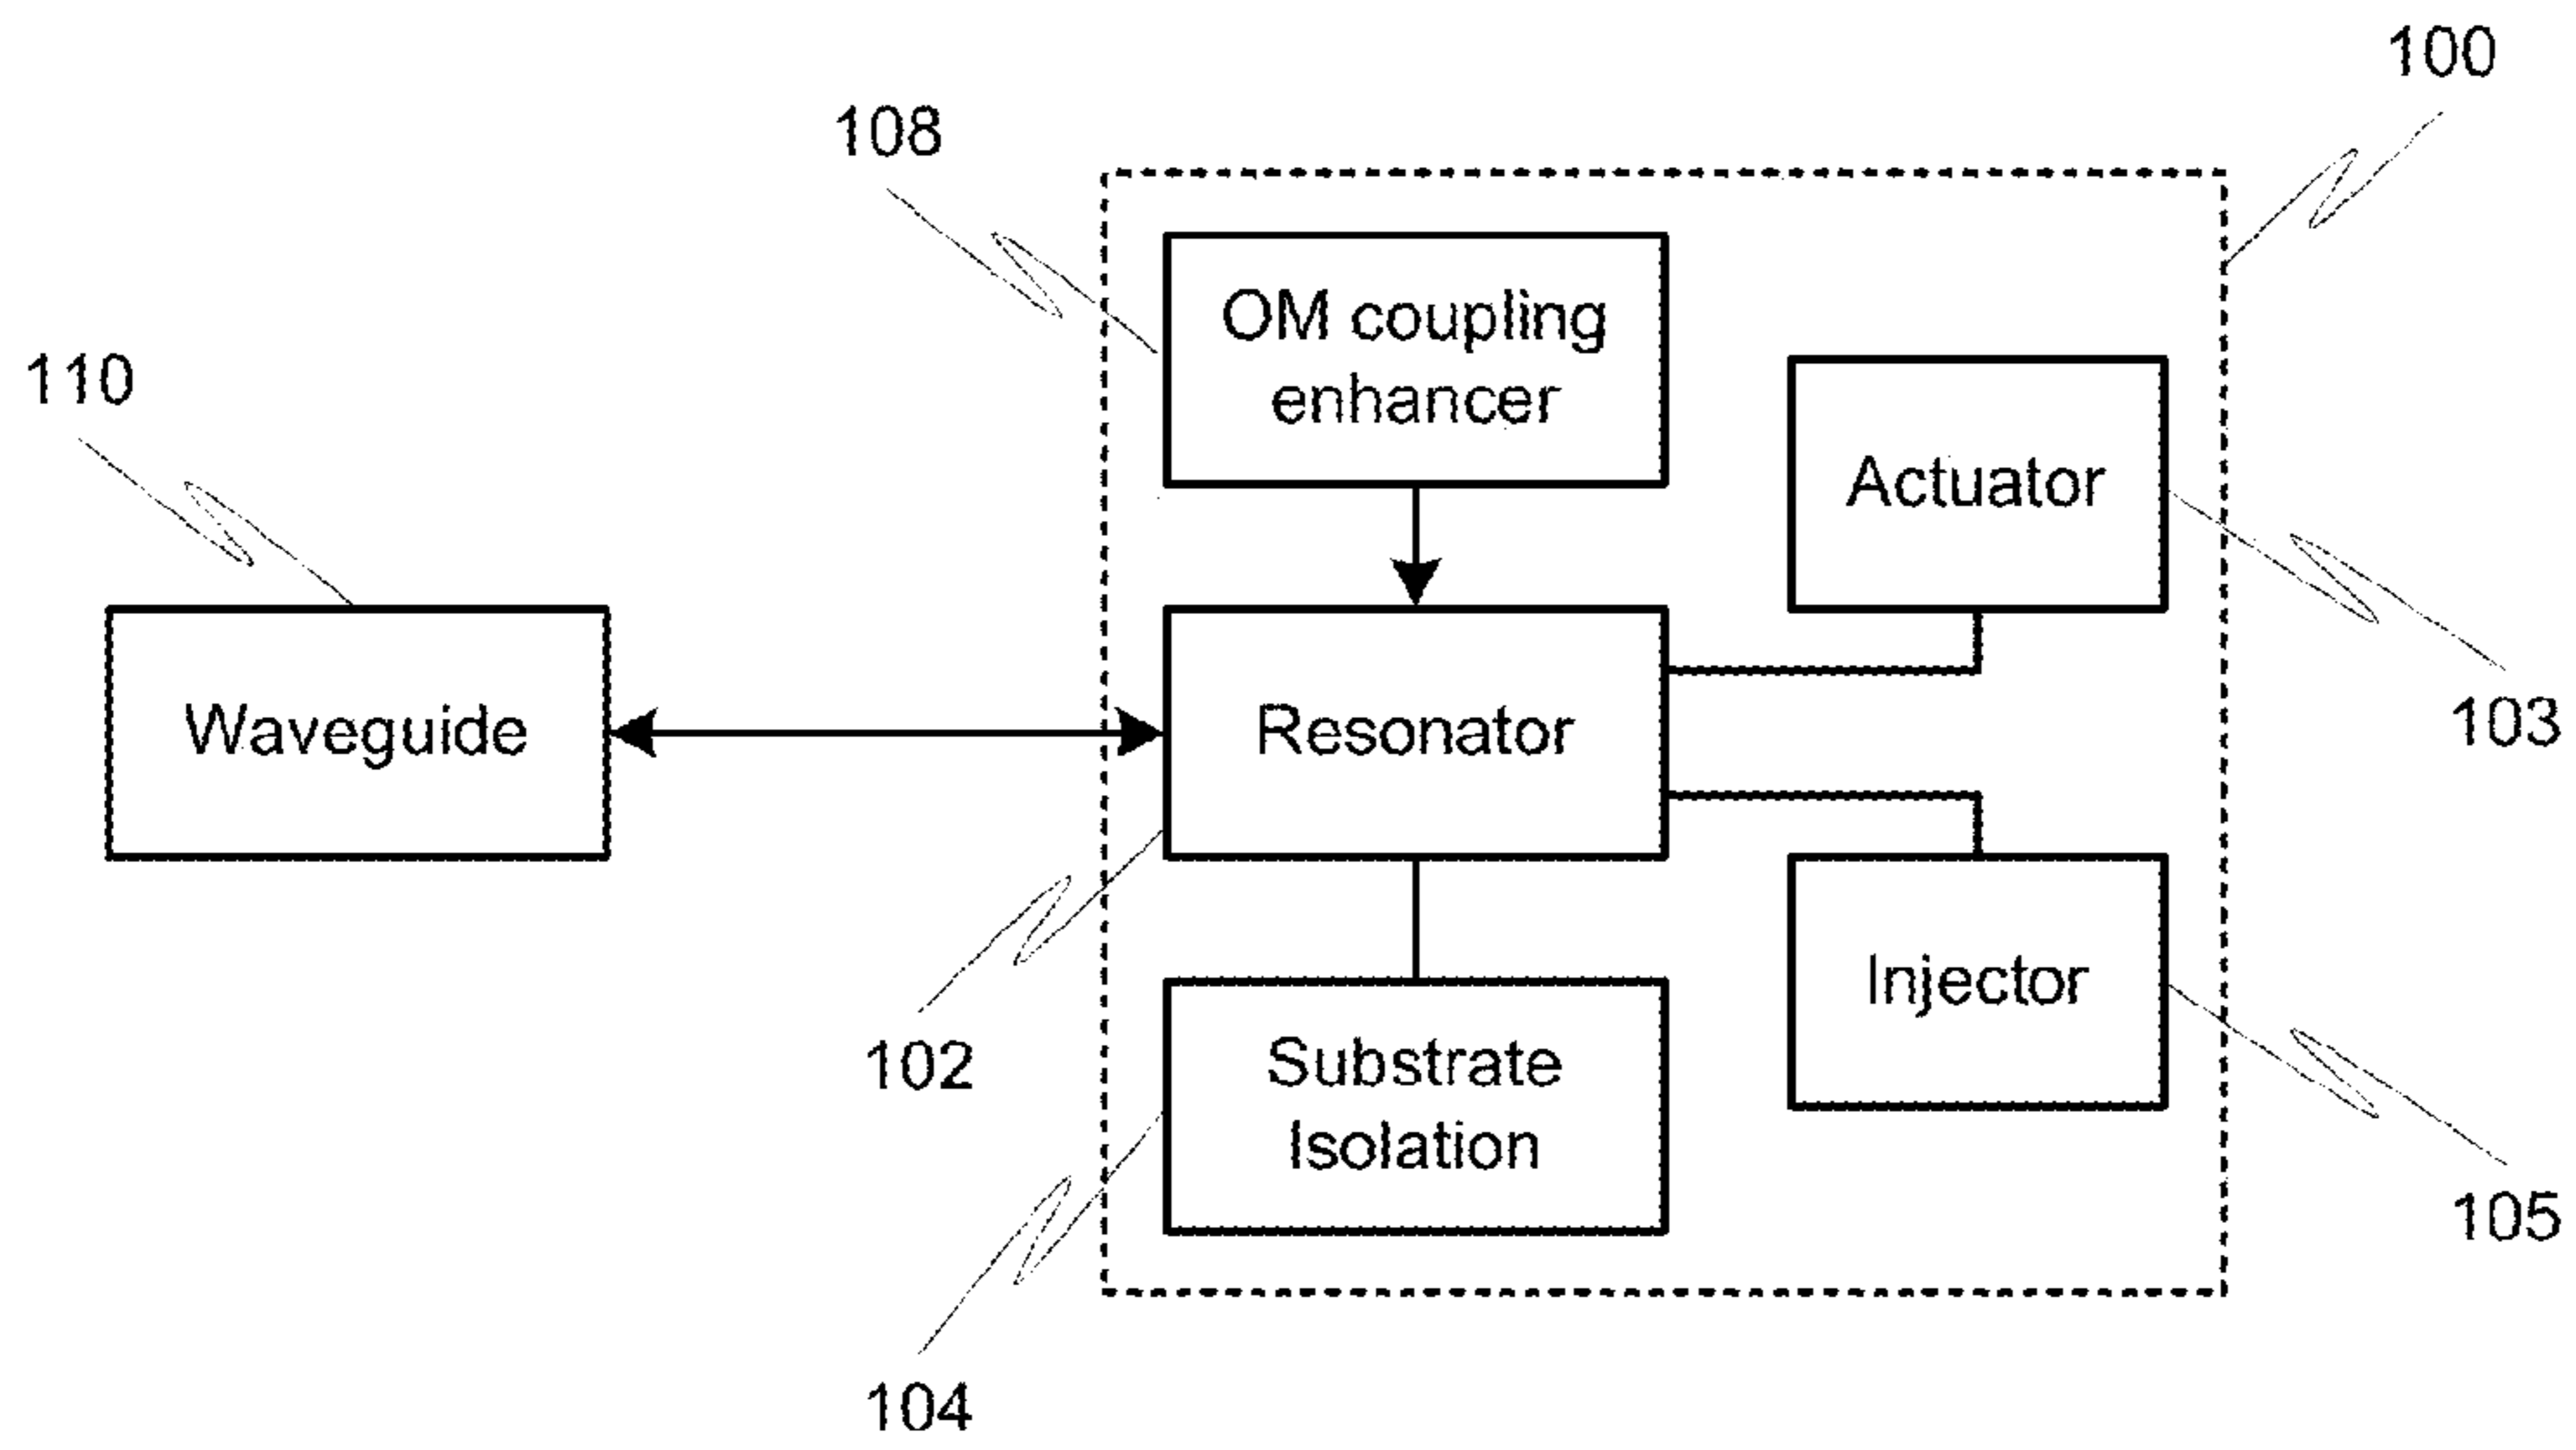 100
108
OM coupling
enhancer
110
Actuator
Waveguide
Resonator
103
Injector
102
Substrate
Isolation
105
104